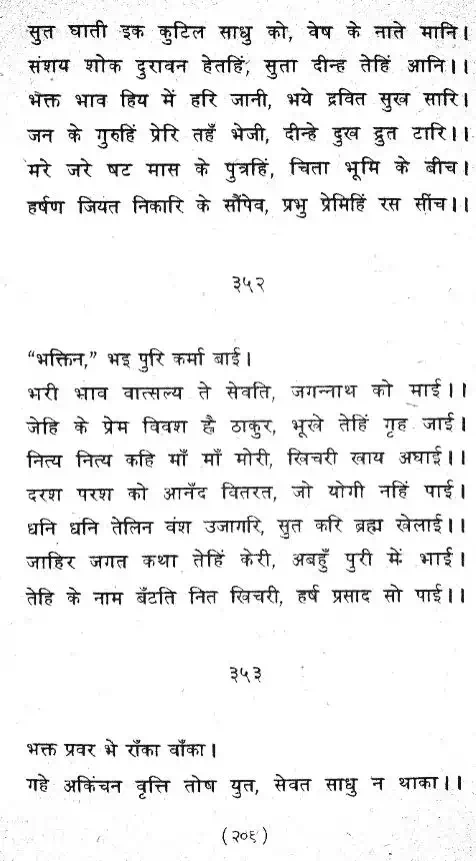 सुत घाती इक कुटिल साधु को, वेष के नाते मानि।
संशय शोक दुरावन हेतहिं, सुता दीन्ह तेहिं आनि।।
भक्त भाव हिय में हरि जानी, भये द्रवित सुख सारि।
जन के गुरुहिं प्रेरि तहँ भेजी, दीन्हे दुख द्रुत टारि।।
मरे जरे षट मास के पुत्रहिं, चिता भूमि के बीच।
हर्षण जियत निकारि के सौंपेव, प्रभु प्रेमिहिं रस सींच।।
३५२
“भक्तिन,” भइ पुरि कर्मा बाई।
भरी भाव वात्सल्य ते सेवति, जगन्नाथ को माई।।
जेहि के प्रेम विवश ह्वै ठाकुर, भूखे तेहिं गृह जाई।
नित्य नित्य कहि माँ माँ मोरी, खिचरी खाय अघाई।।
दरश परश को आनँद वितरत, जो योगी नहिं पाई।
धनि धनि तेलिन वंश उजागरि, सुत करि ब्रह्म खेलाई।।
जाहिर जगत कथा तेहिं केरी, अबहुँ पुरी में भाई।
तेहि के नाम बँटति नित खिचरी, हर्ष प्रसाद सो पाई।।
३५३
भक्त प्रवर भे राँका वाँका।
गहे अकिंचन वृत्ति तोष युत, सेवत साधु न थाका।।
(२०६)